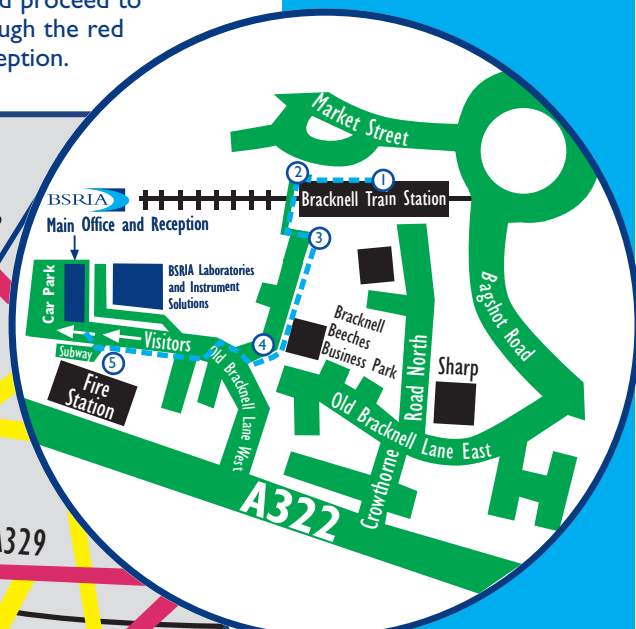 d proceed to
ugh the red
eption.
Market Street
2
1
BSRIA
Bracknell Train Station
Main Office and Reception
3
Car Park
BSRIA Laboratories
and Instrument
Solutions
Bagshot Road
Bracknell
Beeches
Business Park
Visitors
4
Subway
5
Old Bracknell Lane West
Road North
Sharp
Fire
Station
Old Bracknell Lane East
Crowthorne
A322
A329